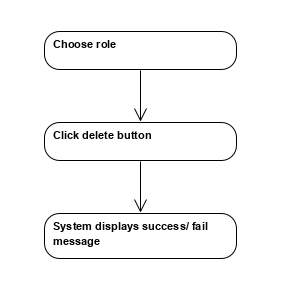 Choose role
Click delete button
System displays success/ fail
message